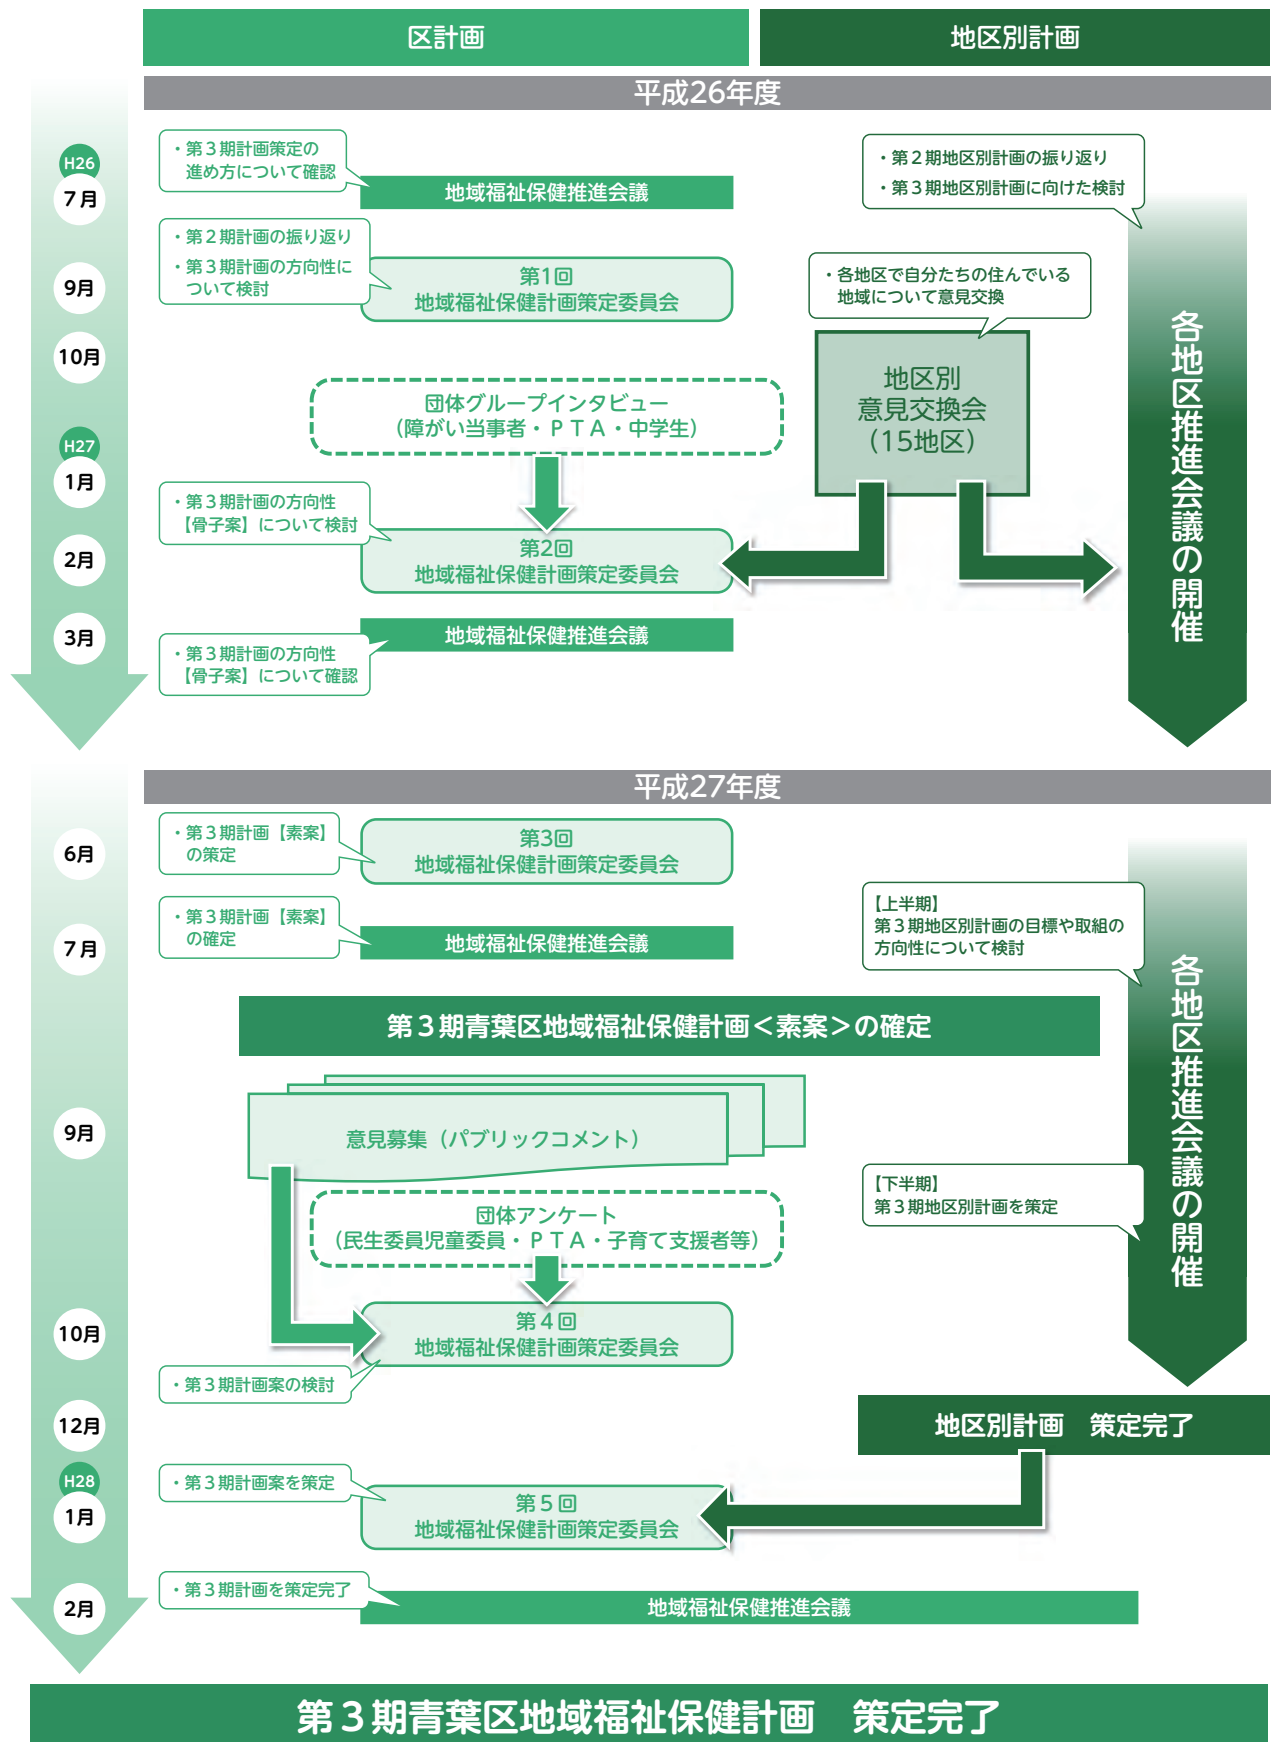 区計画
地区別計画
平成26年度
H26
7月
・第3期計画策定の
進め方について確認
地域福祉保健推進会議
・第2期地区別計画の振り返り
・第3期地区別計画に向けた検討
・第2期計画の振り返り
・第3期計画の方向性に
ついて検討
9月
第1回
地域福祉保健計画策定委員会
・各地区で自分たちの住んでいる
地域について意見交換
10月
地区別
意見交換会
(15地区)
団体グループインタビュー
(障がい当事者・PTA・中学生)
各地区推進会議の開催
H27
1月
・第3期計画の方向性
【骨子案】について検討
2月
第2回
地域福祉保健計画策定委員会
3月
地域福祉保健推進会議
・第3期計画の方向性
【骨子案】について確認
平成27年度
6月
・第3期計画【素案】
の策定
第3回
地域福祉保健計画策定委員会
7月
・第3期計画【素案】
の確定
地域福祉保健推進会議
【上半期】
第3期地区別計画の目標や取組の
方向性について検討
各地区推進会議の開催
第3期青葉区地域福祉保健計画<素案>の確定
9月
意見募集(パブリックコメント)
【下半期】
第3期地区別計画を策定
団体アンケート
(民生委員児童委員・PTA・子育て支援者等)
10月
第4回
地域福祉保健計画策定委員会
・第3期計画案の検討
12月
地区別計画 策定完了
H28
1月
・第3期計画案を策定
第5回
地域福祉保健計画策定委員会
2月
・第3期計画を策定完了
地域福祉保健推進会議
第3期青葉区地域福祉保健計画 策定完了